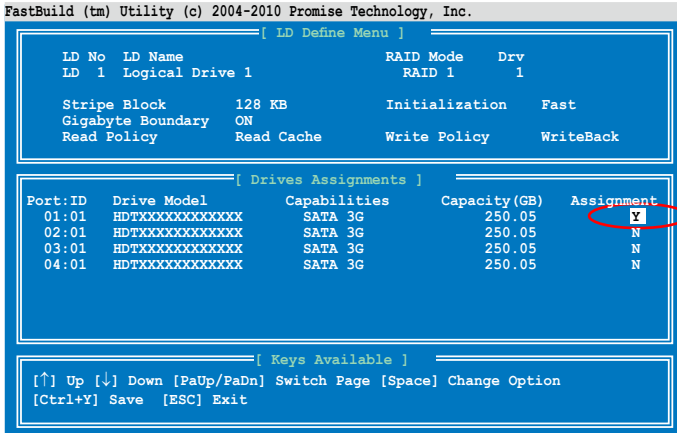 FastBuild (tm) Utility (c) 2004-2010 Promise Technology, Inc.
[ LD Define Menu ]
LD No LD Name RAID Mode Drv
LD 1 Logical Drive 1 RAID 1 1
Stripe Block 128 KB Initialization Fast
Gigabyte Boundary ON
Read Policy Read Cache Write Policy WriteBack
[ Drives Assignments ]
Port:ID Drive Model Capabilities Capacity(GB) Assignment
01:01 HDTXXXXXXXXXXXX SATA 3G 250.05 Y
02:01 HDTXXXXXXXXXXXX SATA 3G 250.05 N
03:01 HDTXXXXXXXXXXXX SATA 3G 250.05 N
04:01 HDTXXXXXXXXXXXX SATA 3G 250.05 N
[ Keys Available ]
[↑] Up [↓] Down [PaUp/PaDn] Switch Page [Space] Change Option
[Ctrl+Y] Save [ESC] Exit